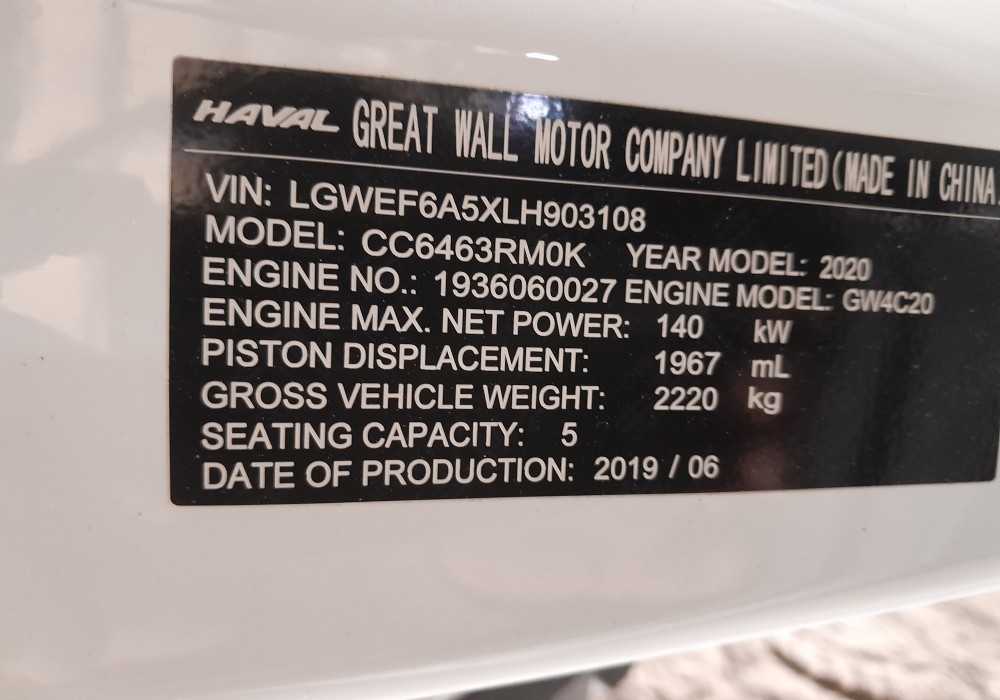 HAVAL GREAT WALL MOTOR COMPANY LIMITED(MADE IN CHINA
VIN: LGWEF6A5XLH903108
MODEL: CC6463RM0K YEAR MODEL: 2020
ENGINE NO.: 1936060027 ENGINE MODEL: GW4C20
ENGINE MAX. NET POWER: 140 kW
PISTON DISPLACEMENT: 1967 mL
GROSS VEHICLE WEIGHT: 2220 kg
SEATING CAPACITY: 5
DATE OF PRODUCTION: 2019 / 06